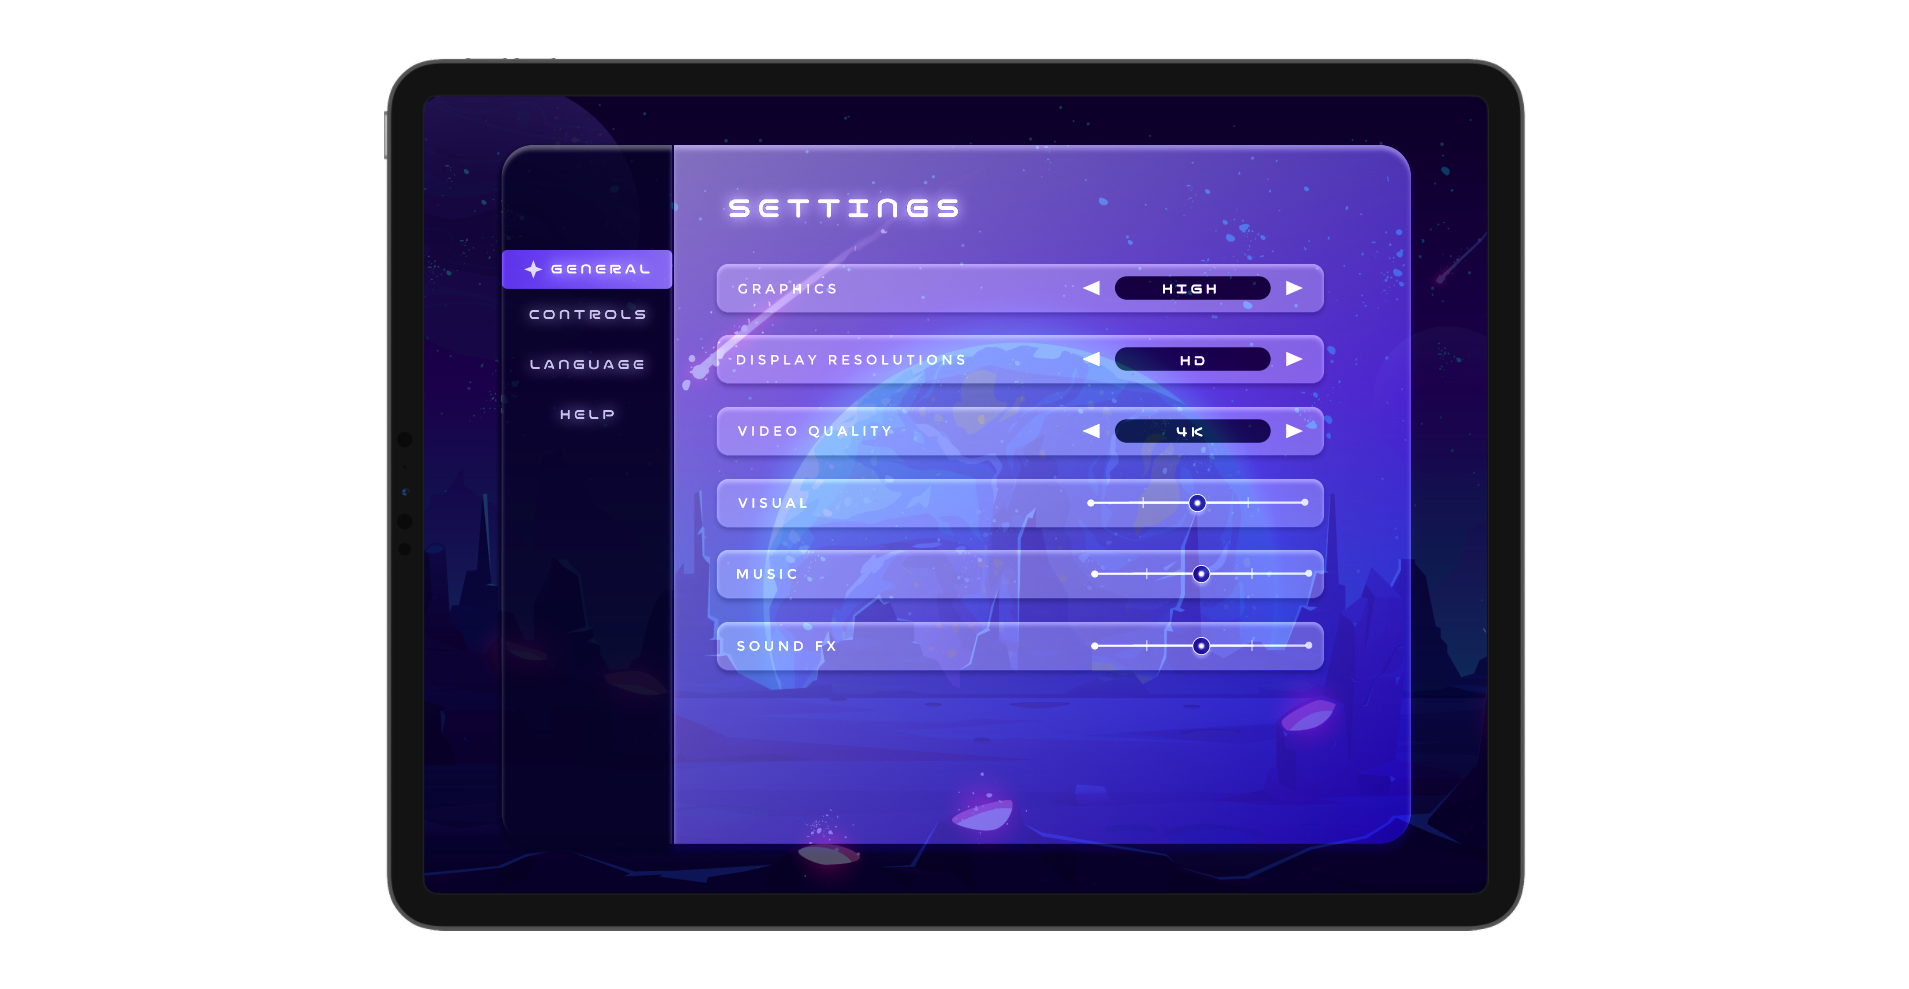 SETTINGS
GENERAL
CONTROLS
LANGUAGE
HELP
GRAPHICS
HIGH
DISPLAY RESOLUTIONS
HD
VIDEO QUALITY
4K
VISUAL
MUSIC
SOUND FX